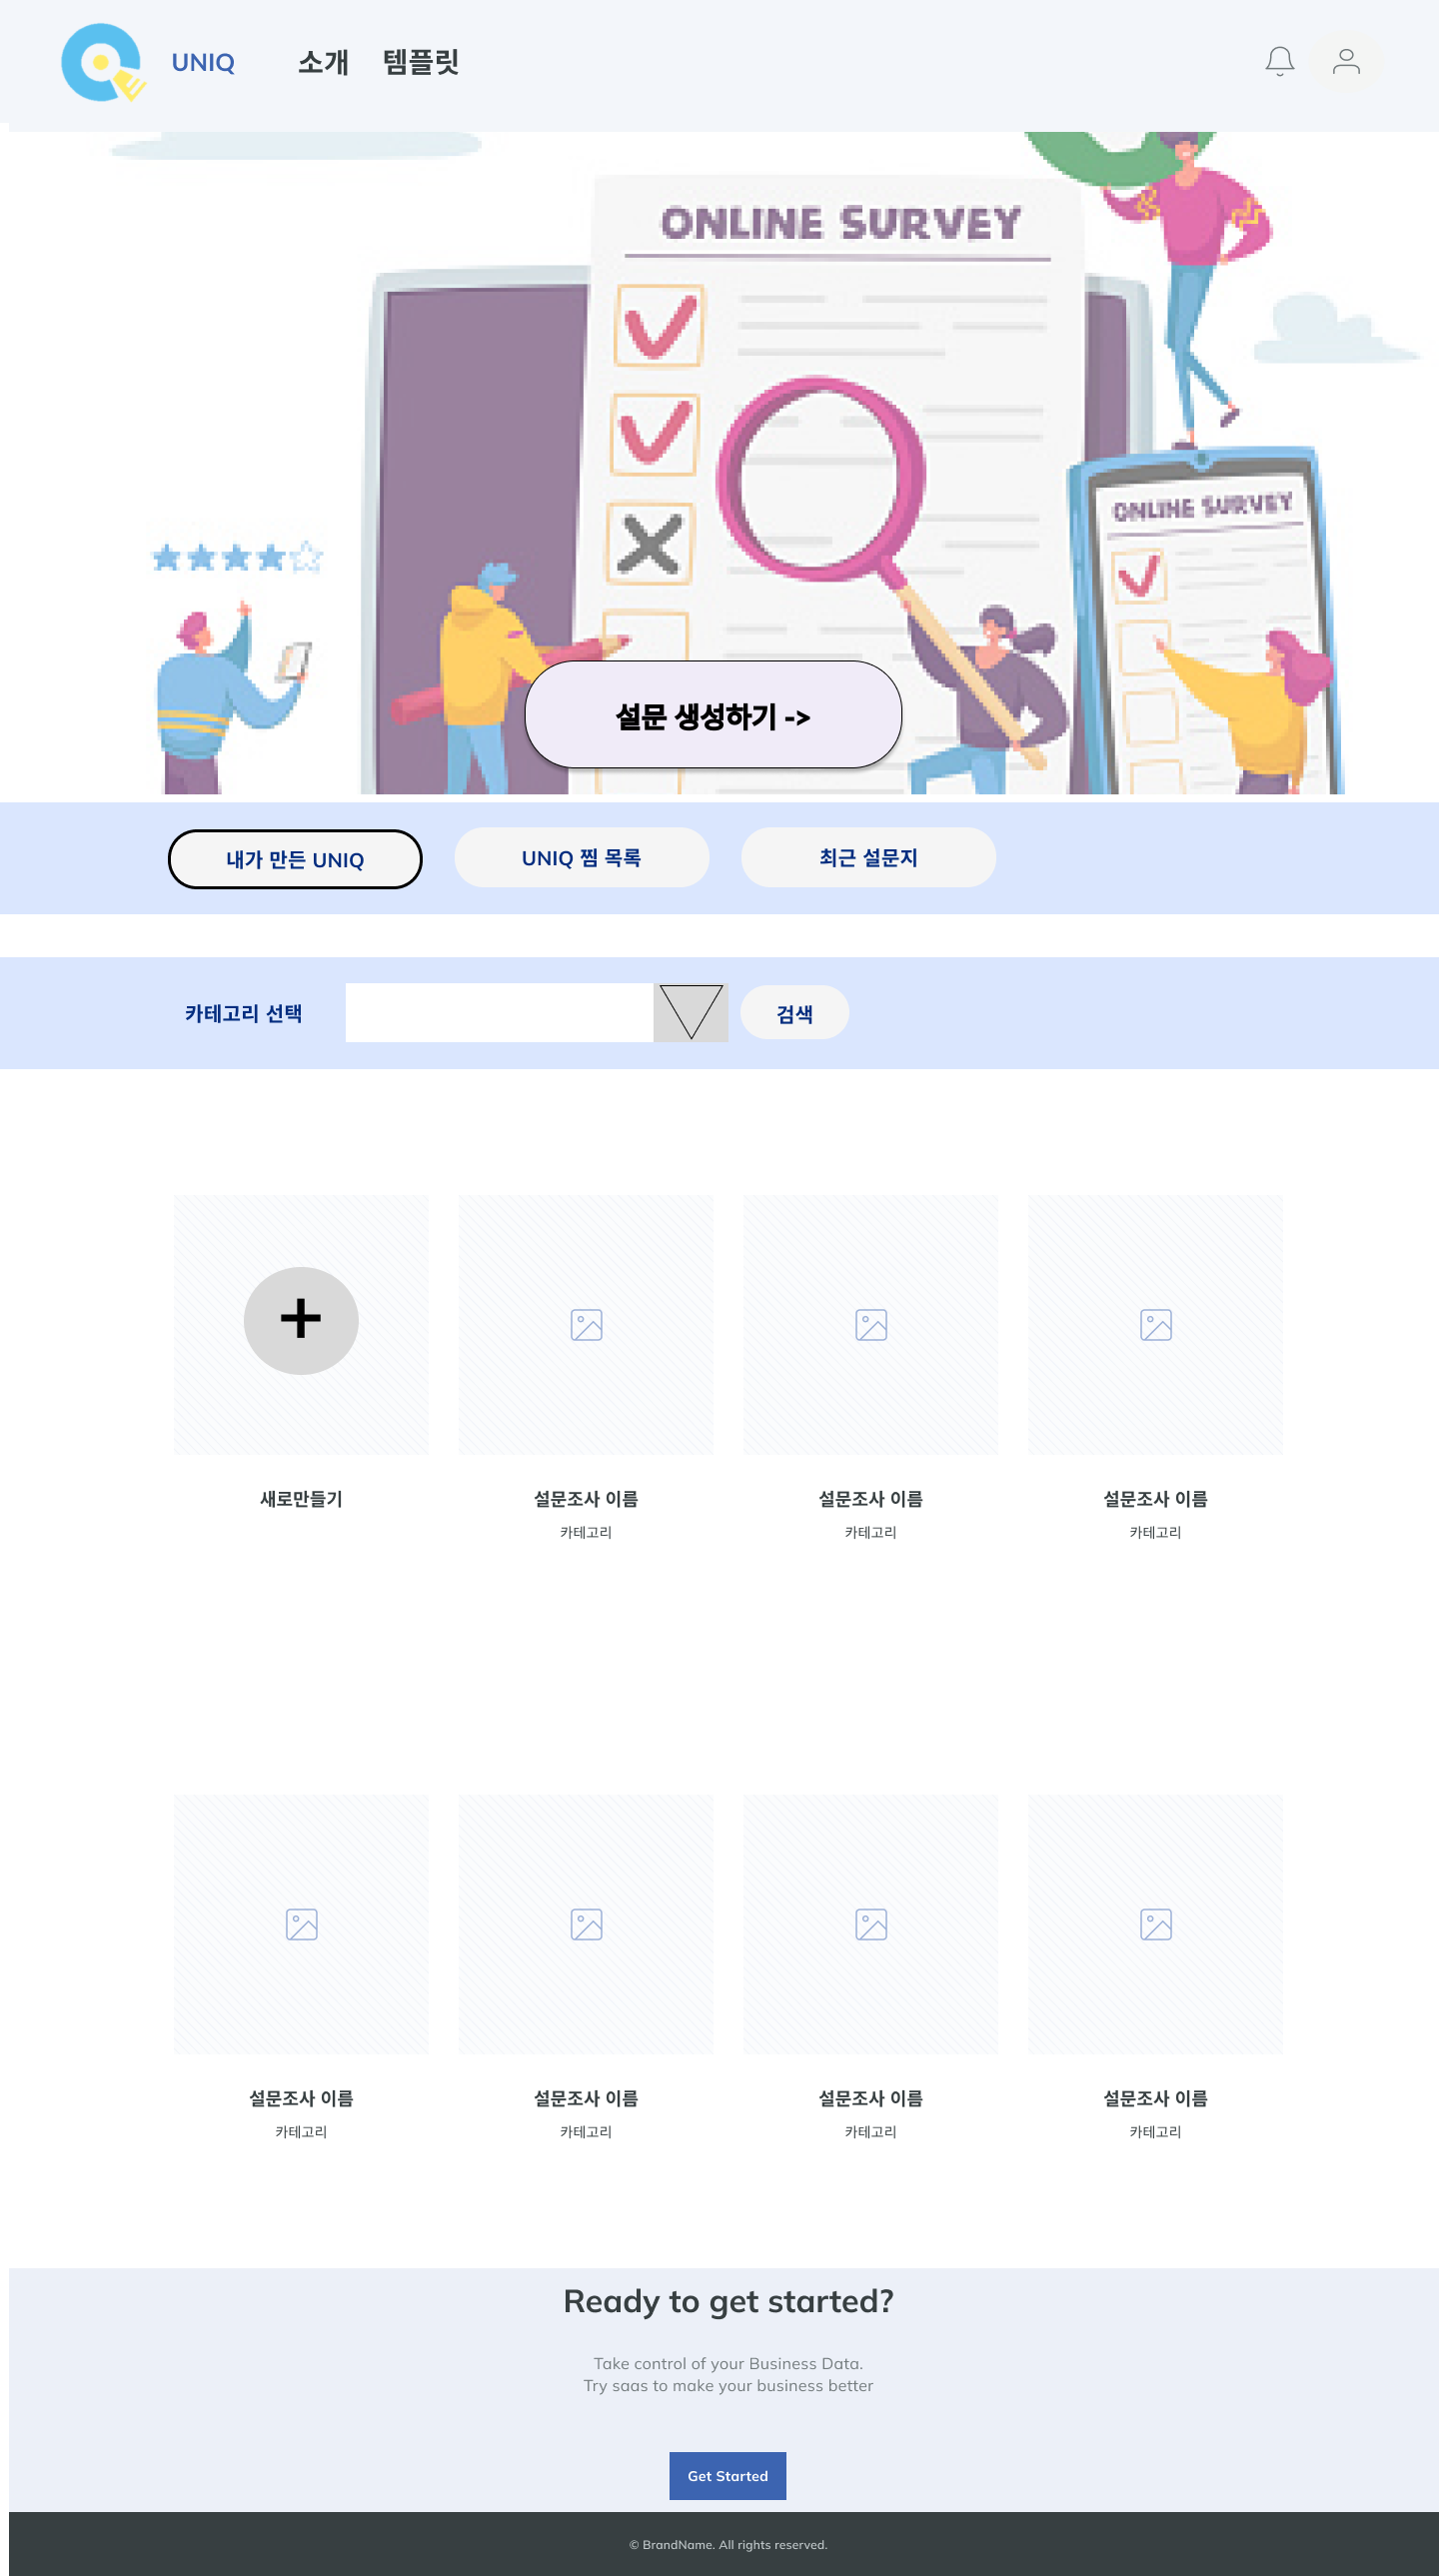 UNIQ
소개
템플릿
ONLINE SURVEY
ONLINE SURVEY
설문 생성하기 ->
내가 만든 UNIQ
UNIQ 찜 목록
최근 설문지
카테고리 선택
검색
새로만들기
설문조사 이름
카테고리
설문조사 이름
카테고리
설문조사 이름
카테고리
설문조사 이름
카테고리
설문조사 이름
카테고리
설문조사 이름
카테고리
설문조사 이름
카테고리
Ready to get started?
Take control of your Business Data.
Try saas to make your business better
Get Started
© BrandName. All rights reserved.